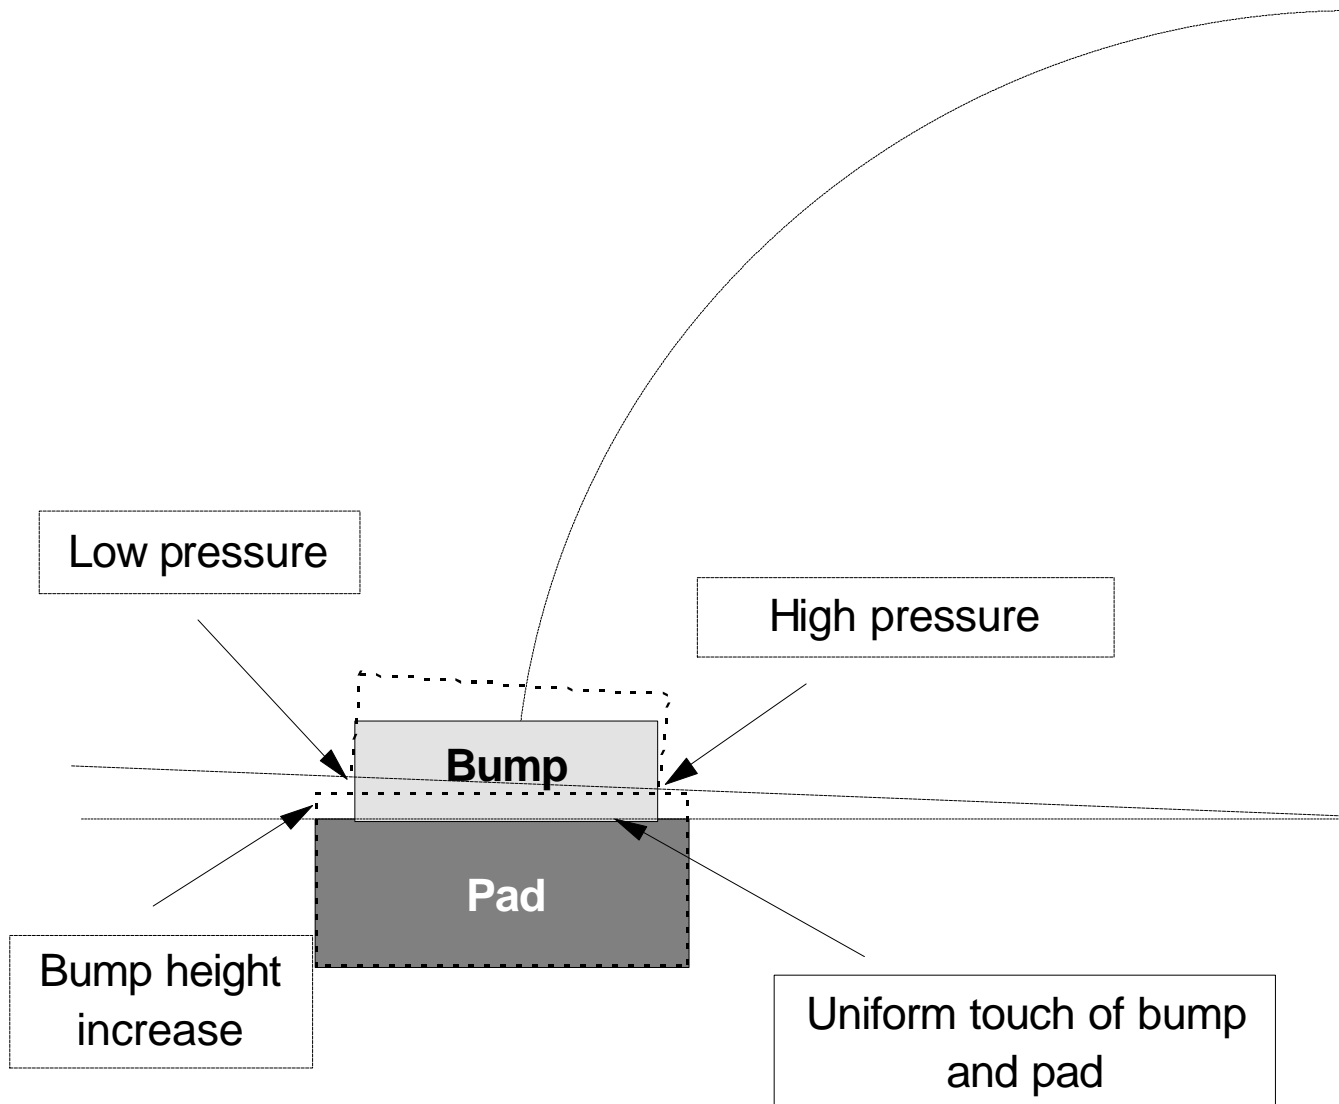 Low pressure
High pressure
Bump
Pad
Bump height
increase
Uniform touch of bump
and pad